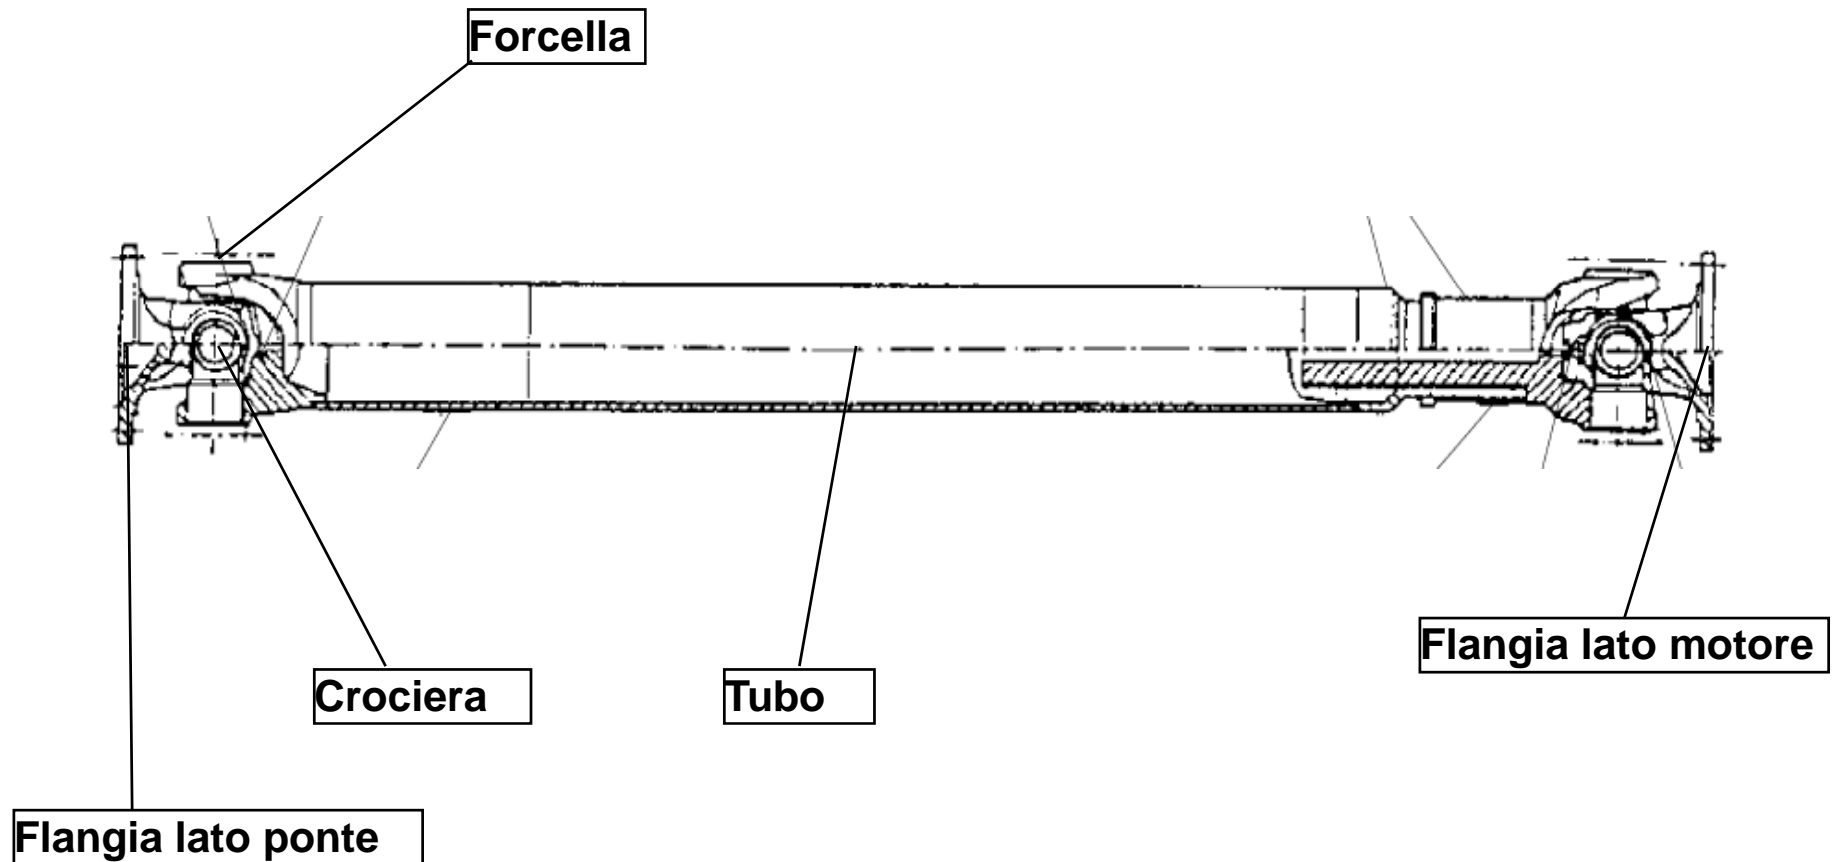 Forcella
Flangia lato motore
Crociera
Tubo
Flangia lato ponte